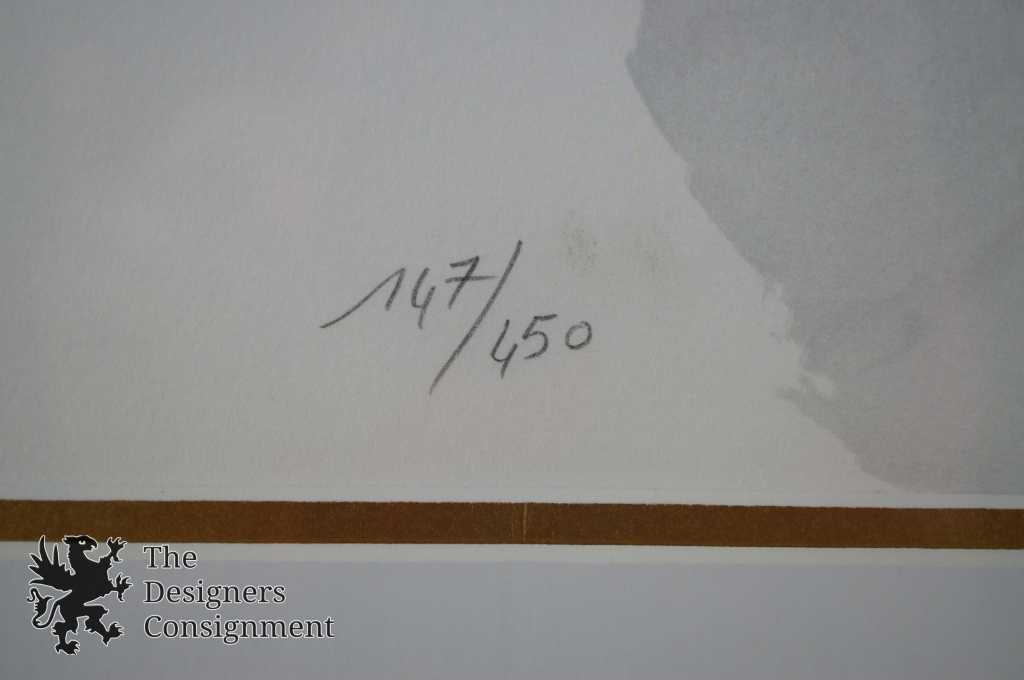 147/450
The
Designers
Consignment